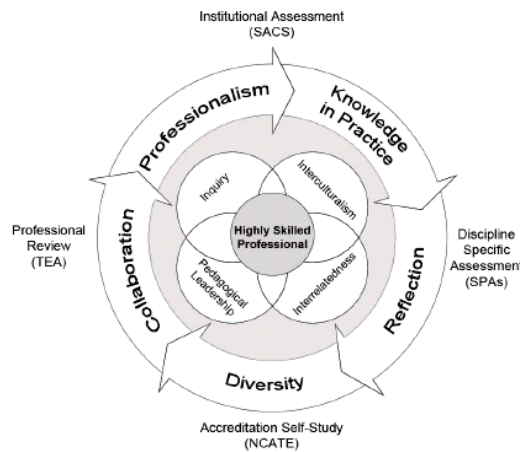 Institutional Assessment
(SACS)
Professionalism
Knowledge
in Practice
Inquiry
Interculturalism
Highly Skilled
Professional
Professional
Review
(TEA)
Collaboration
Discipline
Specific
Assessment
(SPAs)
Reflection
Pedagogical
Leadership
Interrelatedness
Diversity
Accreditation Self-Study
(NCATE)